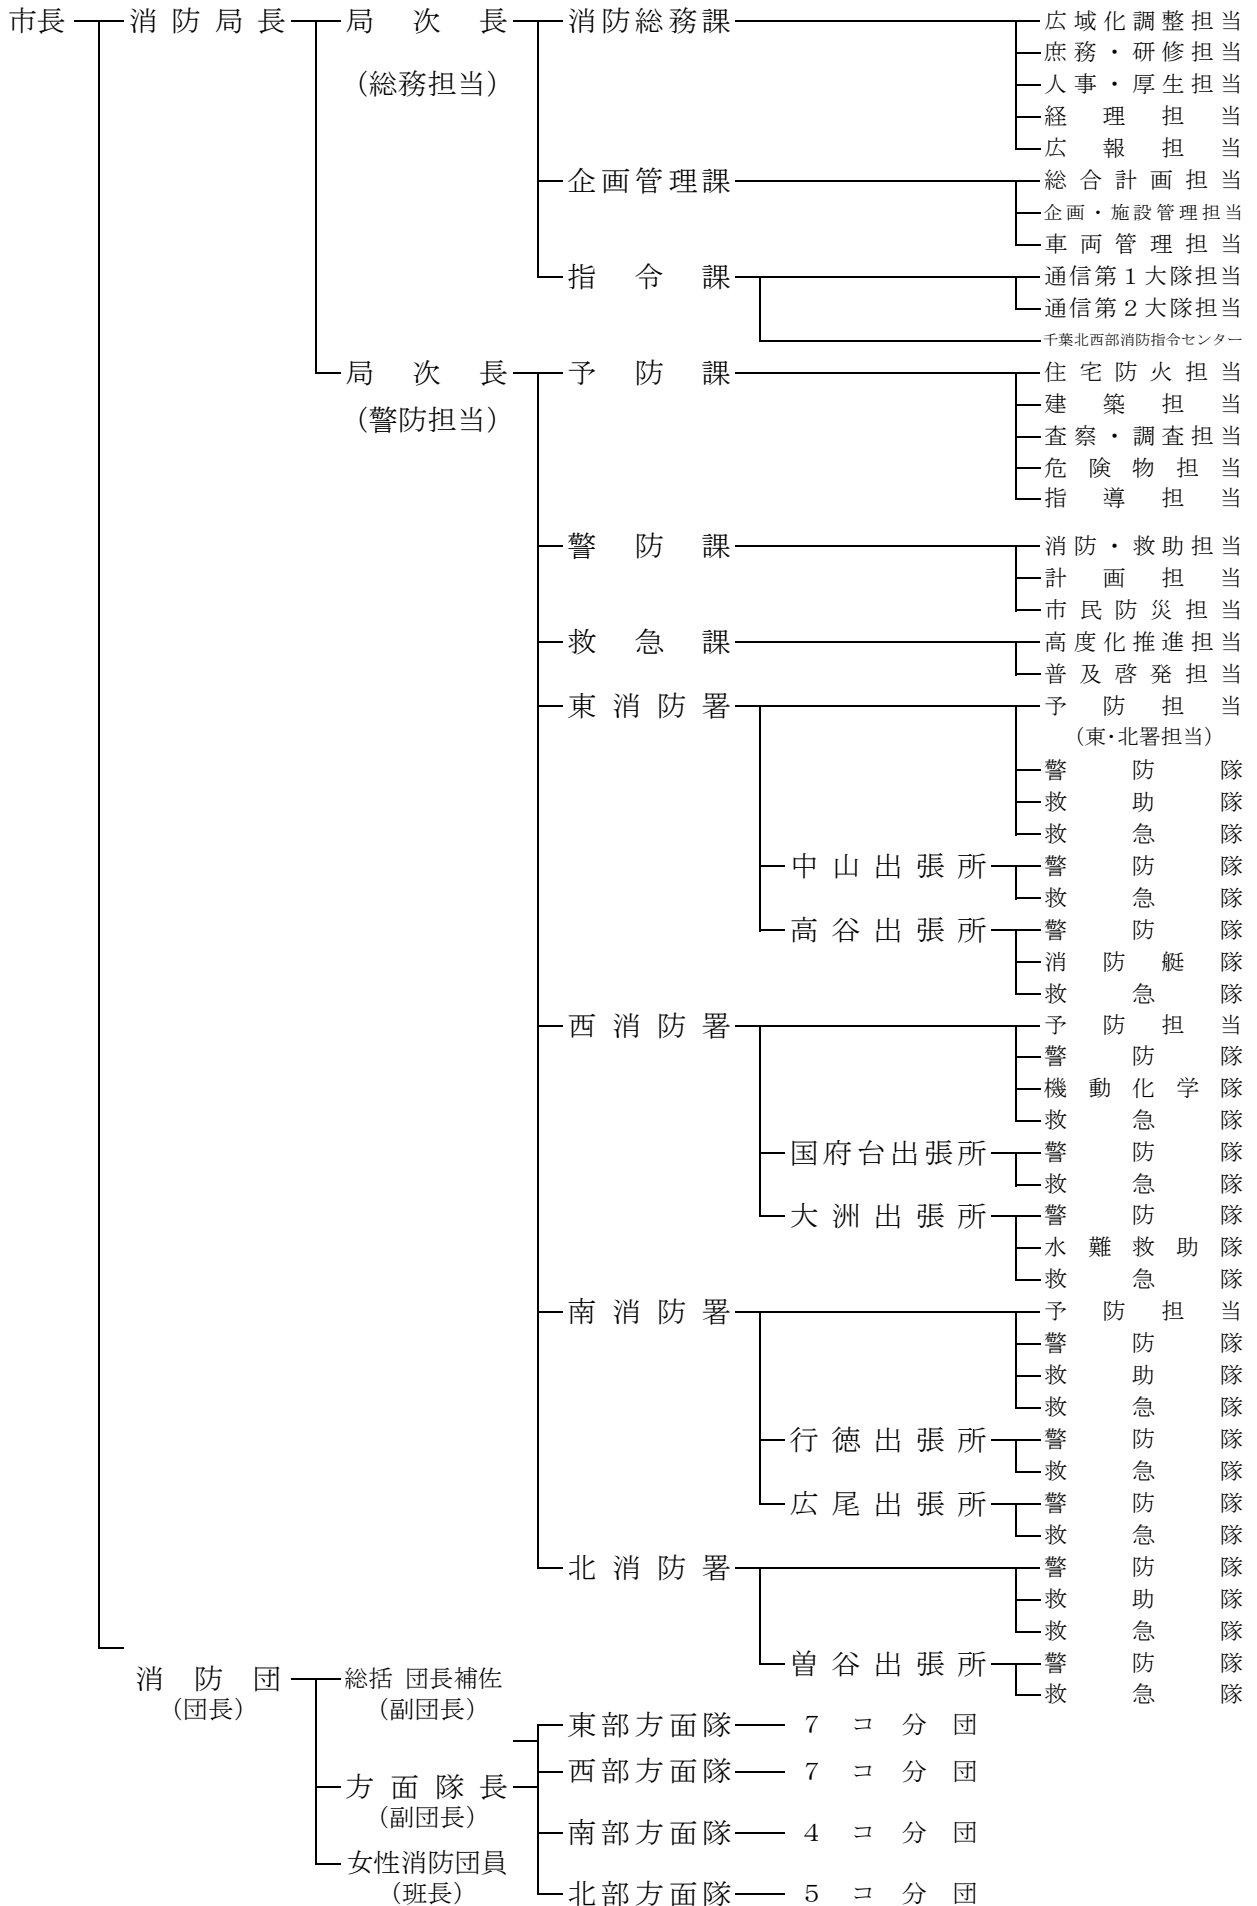 市長 消防局長 局次長 消防総務課 広域化調整担当
庶務・研修担当
(総務担当) 人事・厚生担当
経理担当
広報担当
企画管理課 総合計画担当
企画・施設管理担当
車両管理担当
指令課 通信第1大隊担当
通信第2大隊担当
千葉北西部消防指令センター
局次長 予防課 住宅防火担当
(警防担当) 建築担当
査察・調査担当
危険物担当
指導担当
警防課 消防・救助担当
計画担当
市民防災担当
救急課 高度化推進担当
普及啓発担当
東消防署 予防担当
(東・北署担当)
警防隊
救助隊
救急隊
中山出張所 警防隊
救急隊
高谷出張所 警防隊
消防艇隊
救急隊
西消防署 予防担当
警防隊
機動化学隊
救急隊
国府台出張所 警防隊
救急隊
大洲出張所 警防隊
水難救助隊
救急隊
南消防署 予防担当
警防隊
救助隊
救急隊
行徳出張所 警防隊
救急隊
広尾出張所 警防隊
救急隊
北消防署 警防隊
救助隊
救急隊
曽谷出張所 警防隊
救急隊
消防団 総括 団長補佐
(団長) (副団長)
東部方面隊 7コ分団
西部方面隊 7コ分団
方面隊長
(副団長)
南部方面隊 4コ分団
女性消防団員
(班長)
北部方面隊 5コ分団